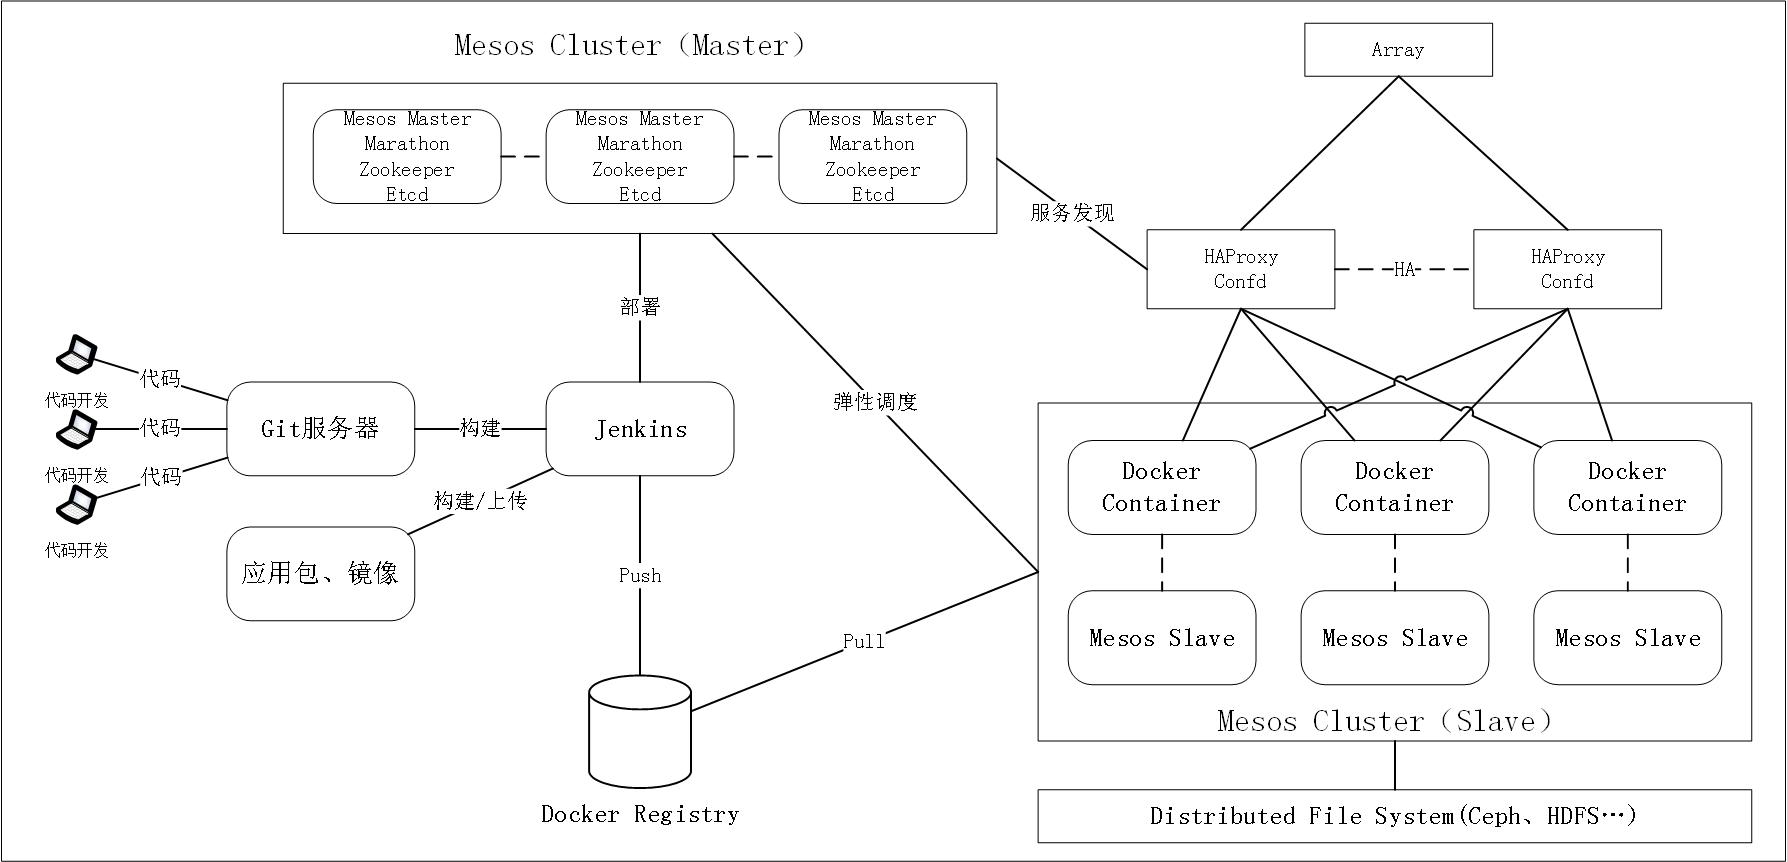 Mesos Cluster（Master）
Array
Mesos Master
Marathon
Zookeeper
Etcd
Mesos Master
Marathon
Zookeeper
Etcd
Mesos Master
Marathon
Zookeeper
Etcd
服务发现
HAProxy
Confd
HA
HAProxy
Confd
部署
弹性调度
代码开发
代码开发
代码开发
代码
代码
代码
Git服务器
构建
Jenkins
构建/上传
应用包、镜像
Push
Pull
Docker Registry
Docker
Container
Docker
Container
Docker
Container
Mesos Slave
Mesos Slave
Mesos Slave
Mesos Cluster（Slave）
Distributed File System(Ceph、HDFS…)